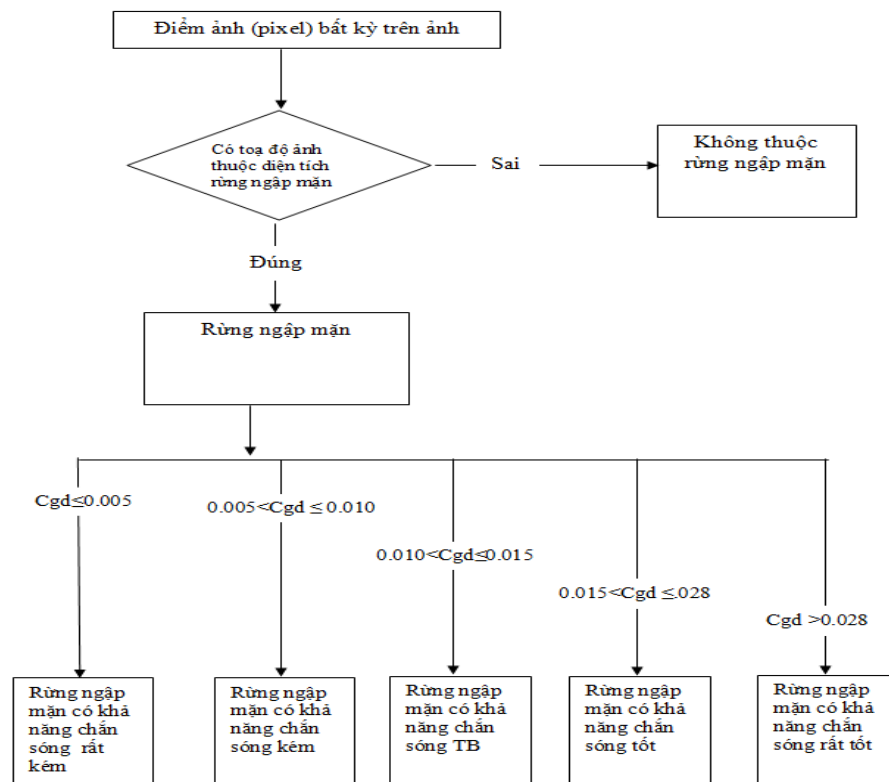 Điểm ảnh (pixel) bất kỳ trên ảnh
Có toạ độ ảnh
thuộc diện tích
rừng ngập mặn
Sai
Không thuộc
rừng ngập mặn
Đúng
Rừng ngập mặn
Cgd≤0.005
0.005<Cgd ≤ 0.010
0.010<Cgd≤0.015
0.015<Cgd ≤.028
Cgd >0.028
Rừng ngập
mặn có khả
năng chắn
sóng rất
kém
Rừng ngập
mặn có khả
năng chắn
sóng kém
Rừng ngập
mặn có khả
năng chắn
sóng TB
Rừng ngập
mặn có khả
năng chắn
sóng tốt
Rừng ngập
mặn có khả
năng chắn
sóng rất tốt